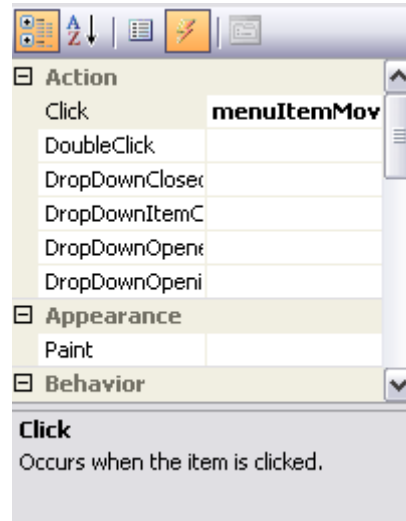 A
Z
Action
Click menuItemMov
DoubleClick
DropDownClosed
DropDownItemC
DropDownOpene
DropDownOpeni
Appearance
Paint
Behavior
Click
Occurs when the item is clicked.